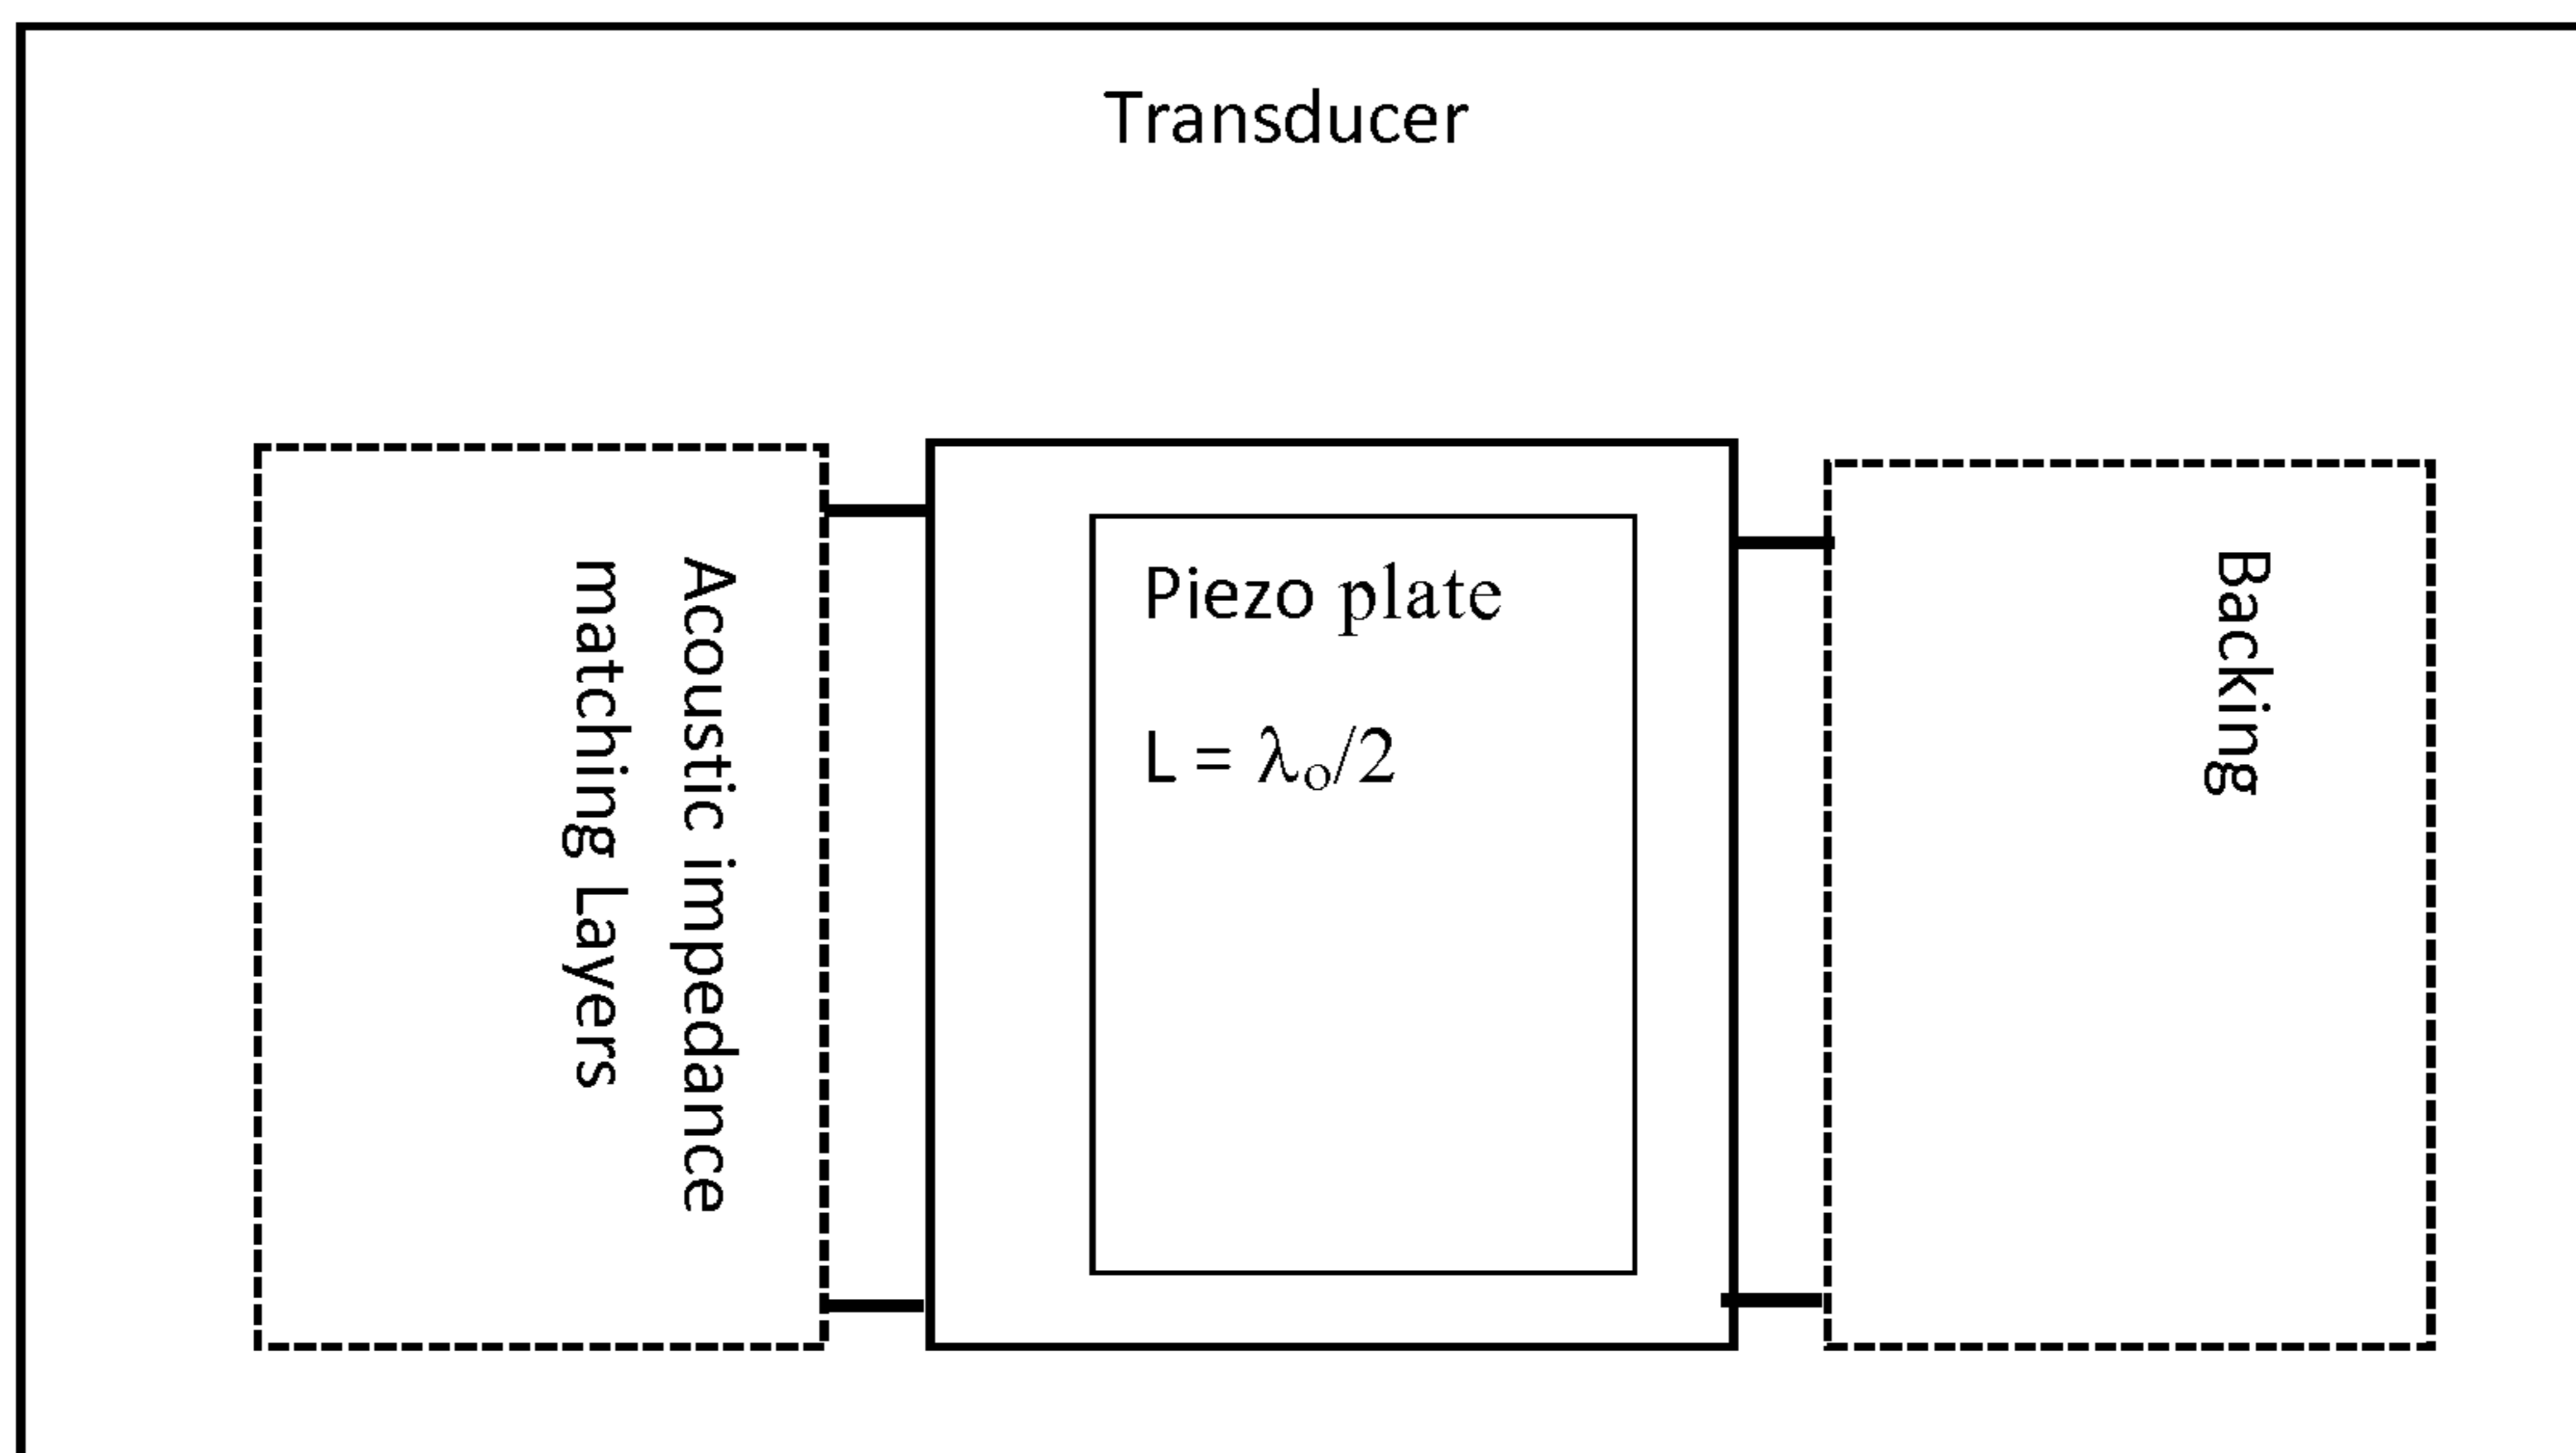 Transducer
Acoustic impedance
matching Layers
Piezo plate
L = λₒ/2
Backing